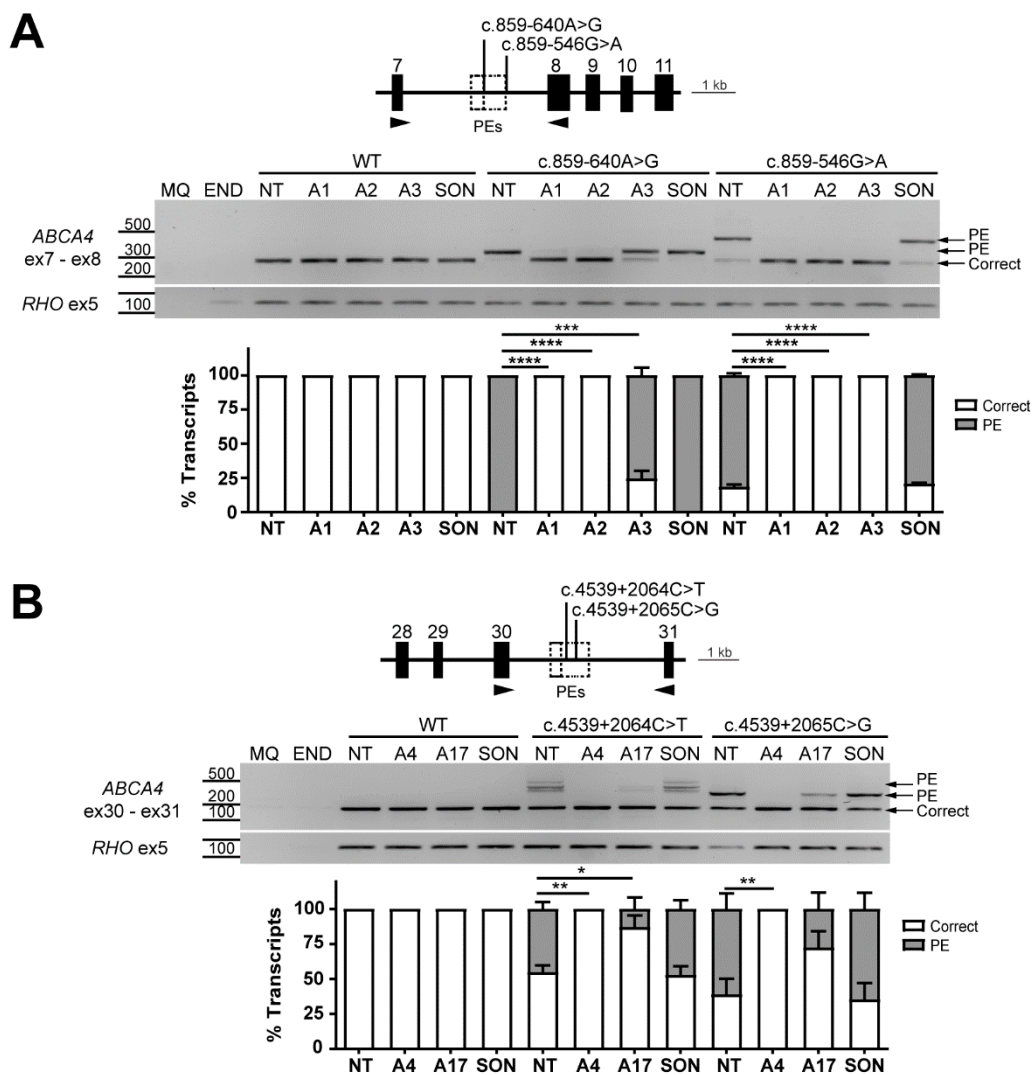 A
c.859-640A>G
c.859-546G>A
7 8 9 10 11
1 kb
PEs
WT c.859-640A>G c.859-546G>A
MQ END NT A1 A2 A3 SON NT A1 A2 A3 SON NT A1 A2 A3 SON
ABCA4
ex7 - ex8
500
300
200
PE
PE
Correct
RHO ex5
100
*** ****
**** ****
**** ****
% Transcripts
100
75
50
25
0
Correct
PE
NT A1 A2 A3 SON NT A1 A2 A3 SON NT A1 A2 A3 SON
B
c.4539+2064C>T
c.4539+2065C>G
28 29 30 31
1 kb
PEs
WT c.4539+2064C>T c.4539+2065C>G
MQ END NT A4 A17 SON NT A4 A17 SON NT A4 A17 SON
ABCA4
ex30 - ex31
500
200
100
PE
PE
Correct
RHO ex5
100
*
** **
% Transcripts
100
75
50
25
0
Correct
PE
NT A4 A17 SON NT A4 A17 SON NT A4 A17 SON